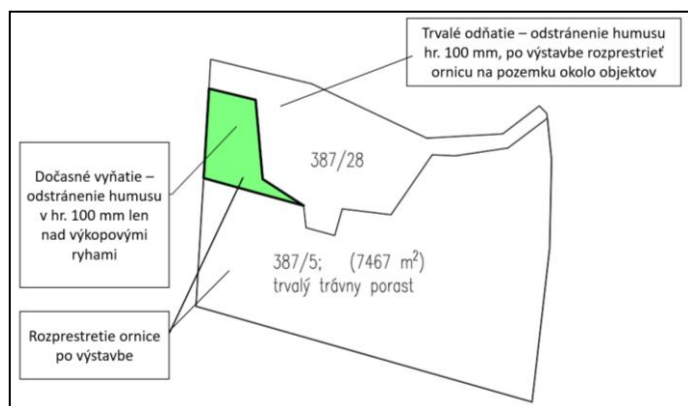 Trvalé odňatie – odstránenie humusu
hr. 100 mm, po výstavbe rozprestrieť
ornicu na pozemku okolo objektov
387/28
Dočasné vyňatie –
odstránenie humusu
v hr. 100 mm len
nad výkopovými
ryhami
387/5; (7467 m²)
trvalý trávny porast
Rozprestretie ornice
po výstavbe